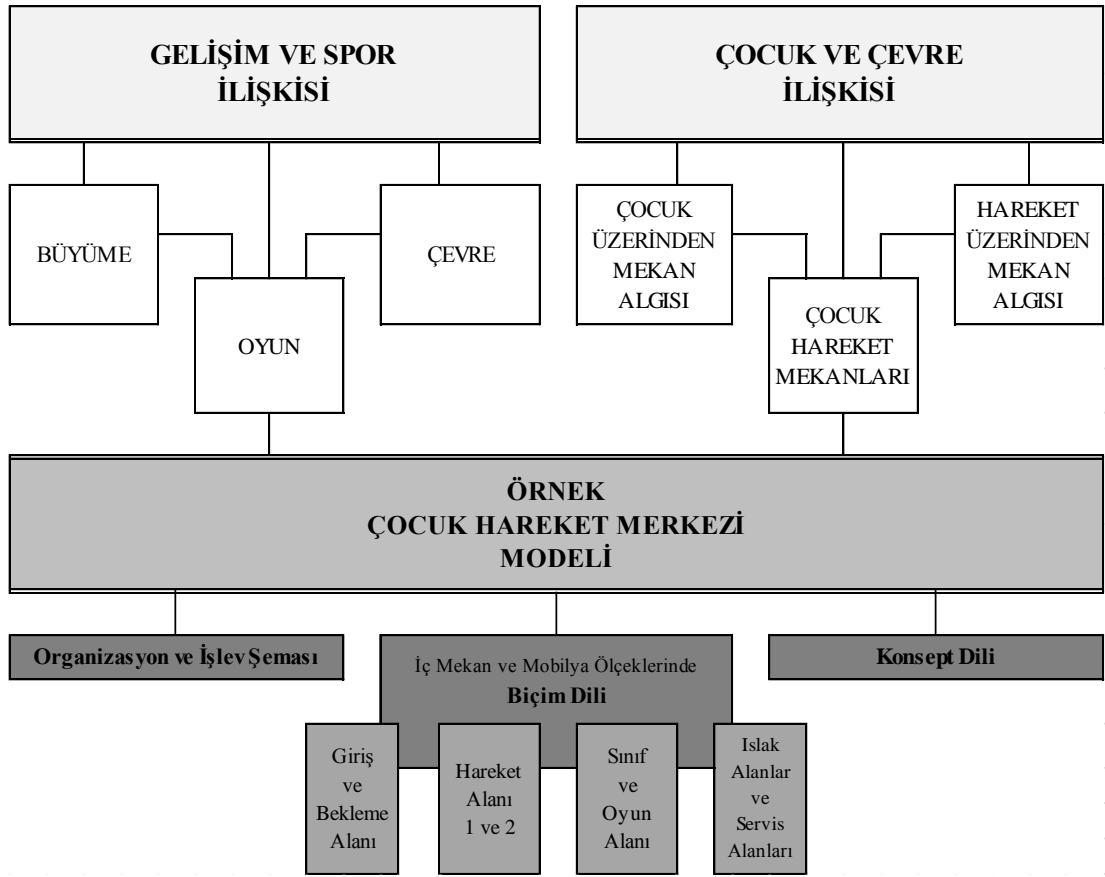 GELİŞİM VE SPOR
İLİŞKİSİ
ÇOCUK VE ÇEVRE
İLİŞKİSİ
BÜYÜME
OYUN
ÇEVRE
ÇOCUK
ÜZERİNDEN
MEKAN
ALGISI
ÇOCUK
HAREKET
MEKANLARI
HAREKET
ÜZERİNDEN
MEKAN
ALGISI
ÖRNEK
ÇOCUK HAREKET MERKEZİ
MODELİ
Organizasyon ve İşlev Şeması
İç Mekan ve Mobilya Ölçeklerinde
Biçim Dili
Konsept Dili
Giriş
ve
Bekleme
Alanı
Hareket
Alanı
1 ve 2
Sınıf
ve
Oyun
Alanı
Islak
Alanlar
ve
Servis
Alanları